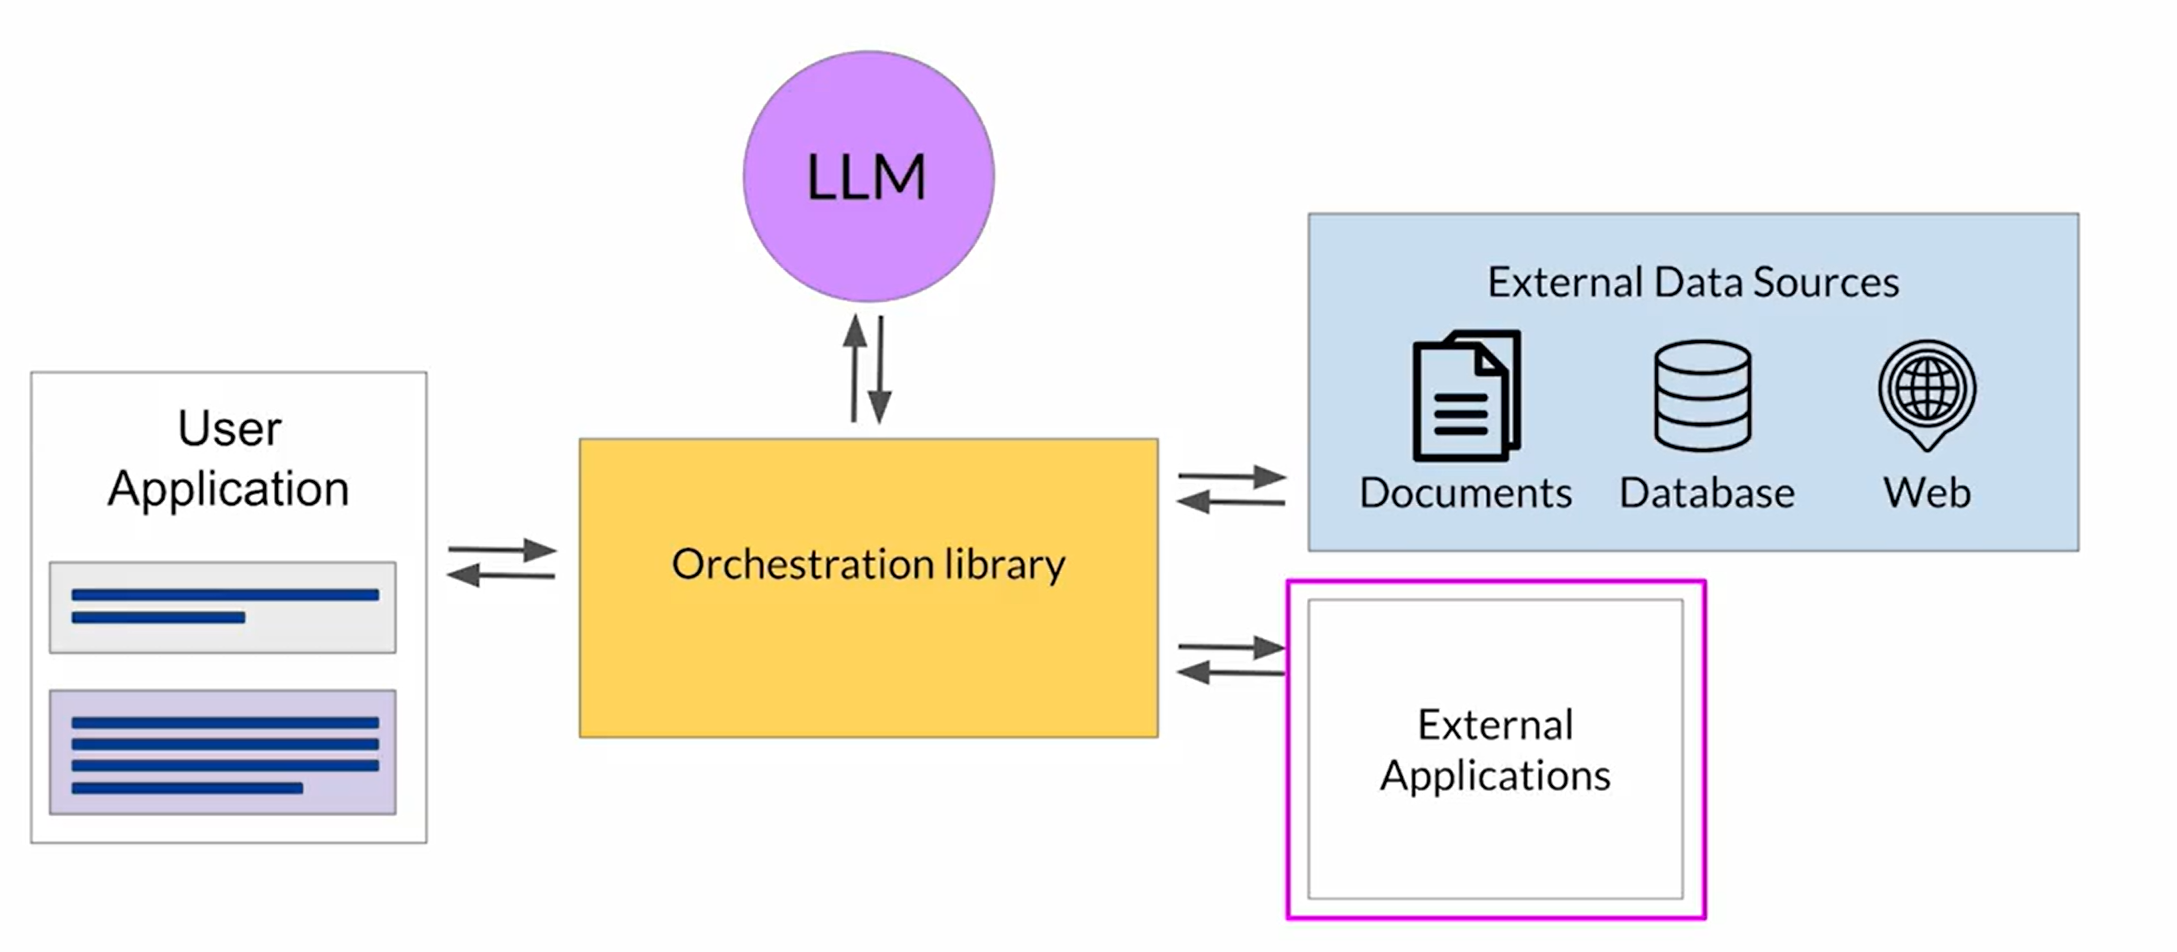 LLM
User
Application
Orchestration library
External Data Sources
Documents
Database
Web
External
Applications